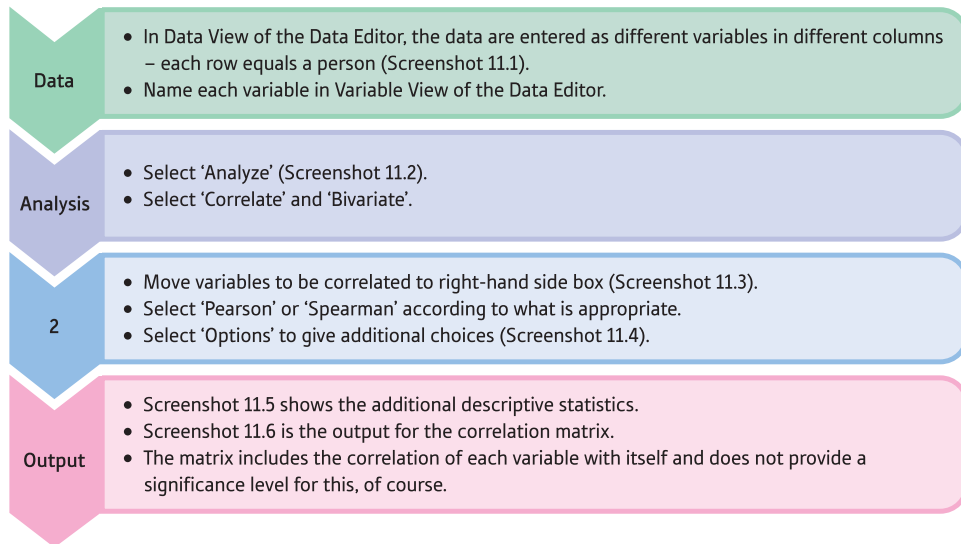 Data
• In Data View of the Data Editor, the data are entered as different variables in different columns
– each row equals a person (Screenshot 11.1).
• Name each variable in Variable View of the Data Editor.
Analysis
• Select ‘Analyze’ (Screenshot 11.2).
• Select ‘Correlate’ and ‘Bivariate’.
2
• Move variables to be correlated to right-hand side box (Screenshot 11.3).
• Select ‘Pearson’ or ‘Spearman’ according to what is appropriate.
• Select ‘Options’ to give additional choices (Screenshot 11.4).
Output
• Screenshot 11.5 shows the additional descriptive statistics.
• Screenshot 11.6 is the output for the correlation matrix.
• The matrix includes the correlation of each variable with itself and does not provide a
significance level for this, of course.